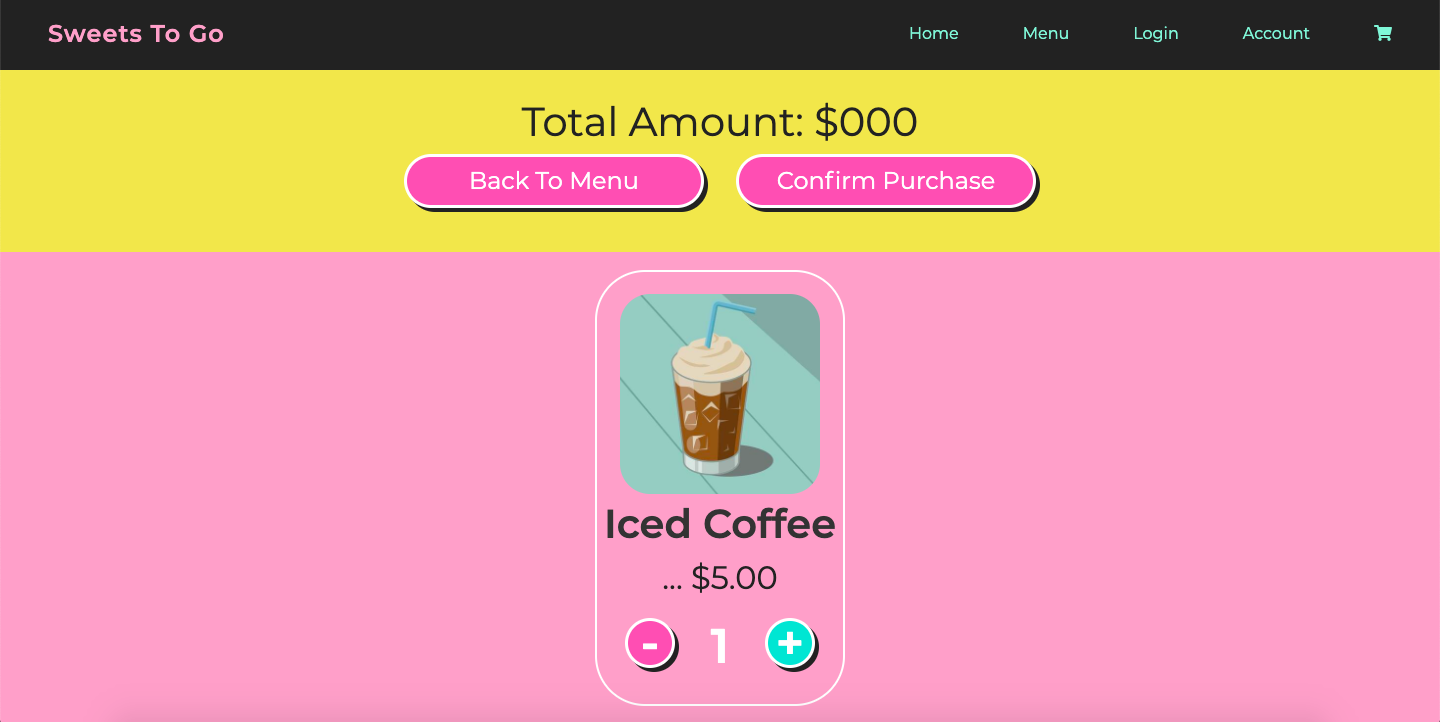 Sweets To Go Home Menu Login Account
Total Amount: $000
Back To Menu Confirm Purchase
Iced Coffee
... $5.00
- 1 +